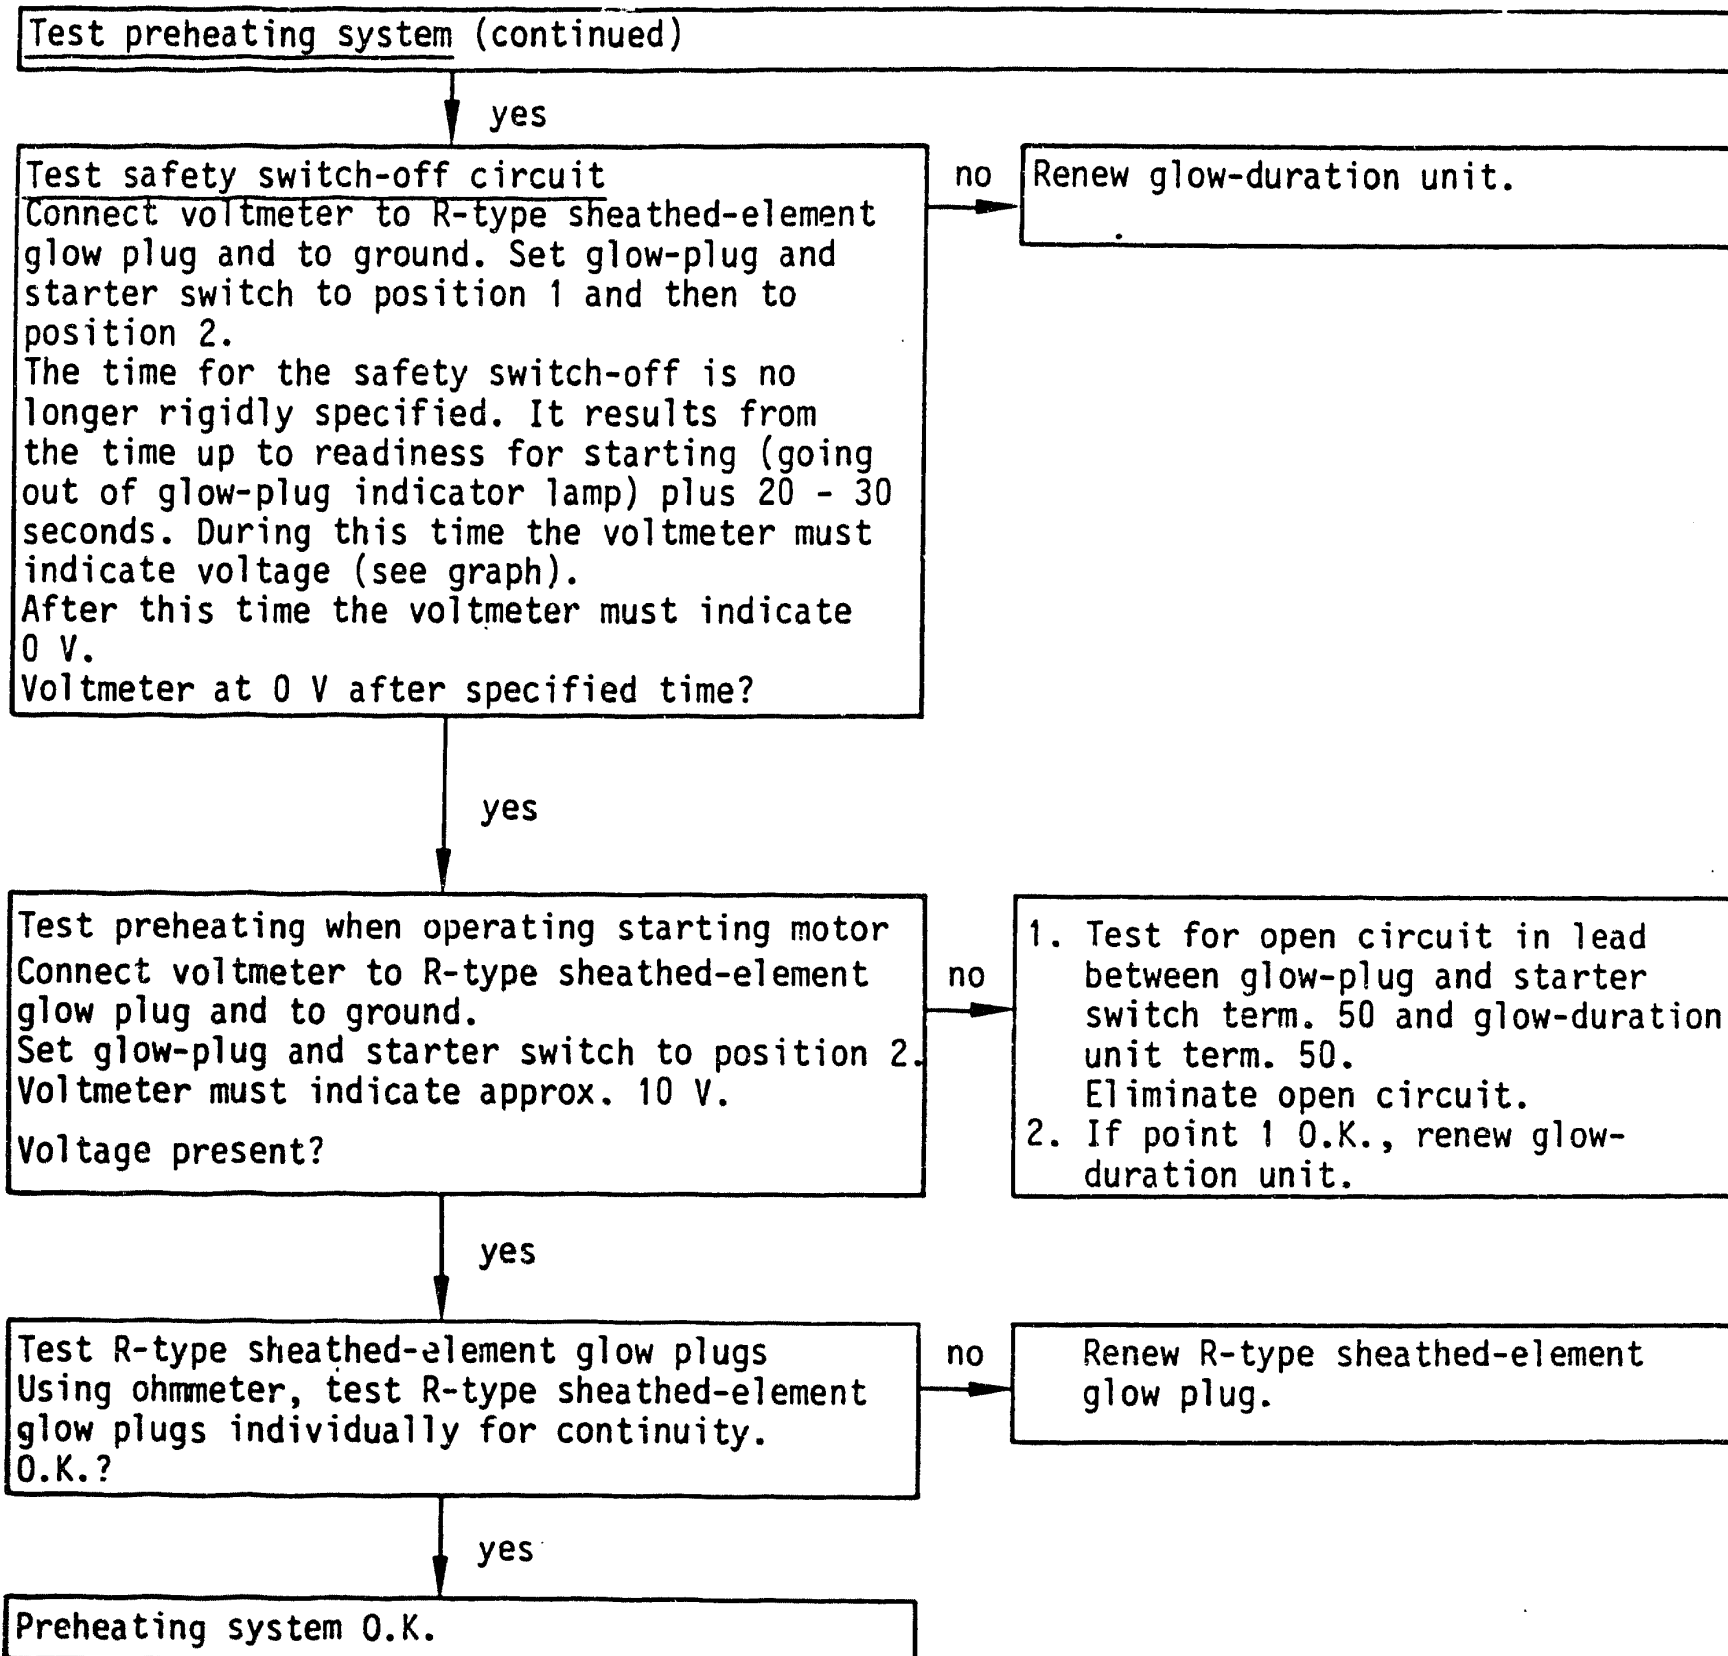 Test preheating system (continued)
yes
Test safety switch-off circuit
Connect voltmeter to R-type sheathed-element
glow plug and to ground. Set glow-plug and
starter switch to position 1 and then to
position 2.
The time for the safety switch-off is no
longer rigidly specified. It results from
the time up to readiness for starting (going
out of glow-plug indicator lamp) plus 20 - 30
seconds. During this time the voltmeter must
indicate voltage (see graph).
After this time the voltmeter must indicate
0 V.
Voltmeter at 0 V after specified time?
no
Renew glow-duration unit.
yes
Test preheating when operating starting motor
Connect voltmeter to R-type sheathed-element
glow plug and to ground.
Set glow-plug and starter switch to position 2.
Voltmeter must indicate approx. 10 V.
Voltage present?
no
1. Test for open circuit in lead
between glow-plug and starter
switch term. 50 and glow-duration
unit term. 50.
Eliminate open circuit.
2. If point 1 O.K., renew glow-
duration unit.
yes
Test R-type sheathed-element glow plugs
Using ohmmeter, test R-type sheathed-element
glow plugs individually for continuity.
O.K.?
no
Renew R-type sheathed-element
glow plug.
yes
Preheating system O.K.